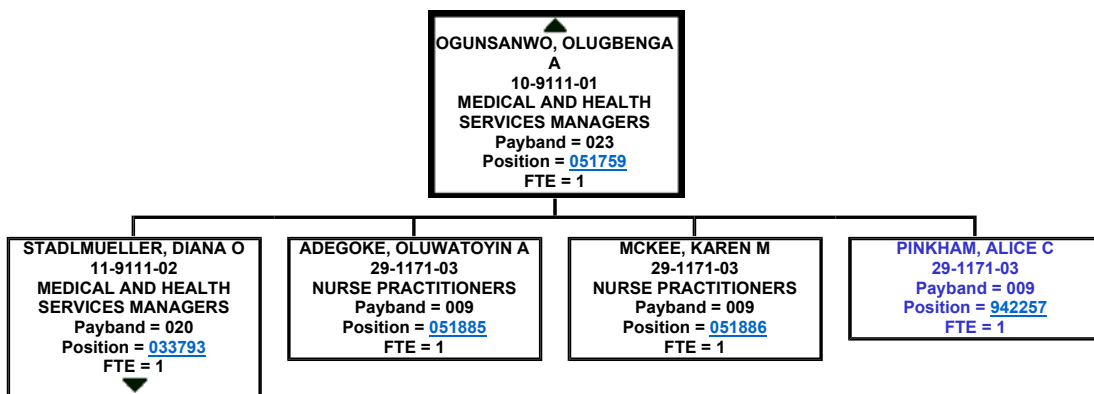 OGUNSANWO, OLUGBENGA
A
10-9111-01
MEDICAL AND HEALTH
SERVICES MANAGERS
Payband = 023
Position = 051759
FTE = 1
STADLMUELLER, DIANA O
11-9111-02
MEDICAL AND HEALTH
SERVICES MANAGERS
Payband = 020
Position = 033793
FTE = 1
ADEGOKE, OLUWATOYIN A
29-1171-03
NURSE PRACTITIONERS
Payband = 009
Position = 051885
FTE = 1
MCKEE, KAREN M
29-1171-03
NURSE PRACTITIONERS
Payband = 009
Position = 051886
FTE = 1
PINKHAM, ALICE C
29-1171-03
Payband = 009
Position = 942257
FTE = 1